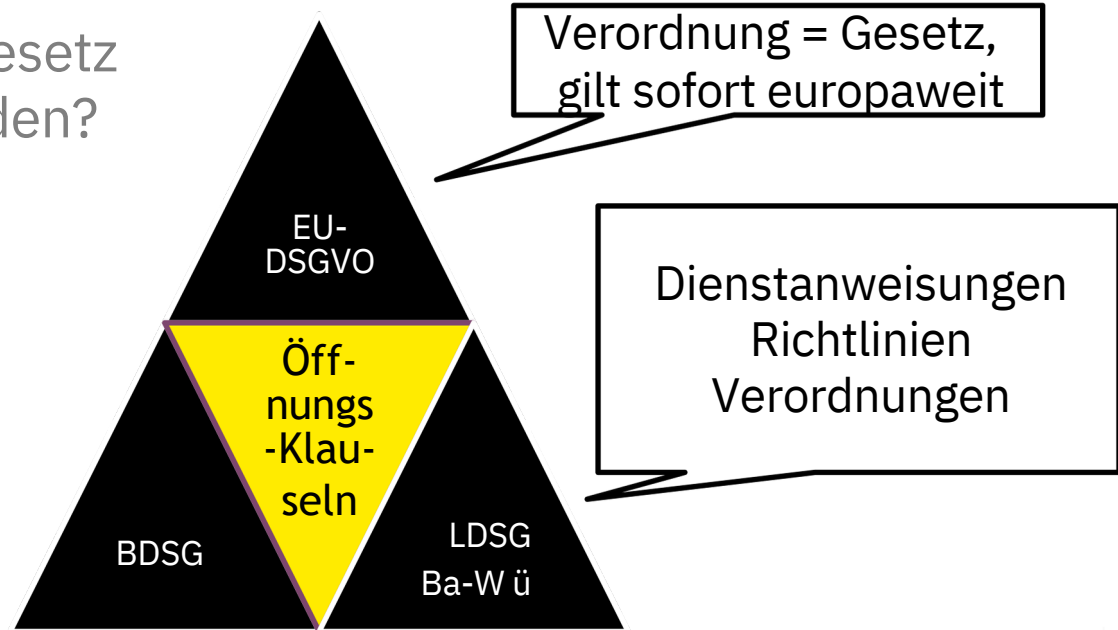 esetz
den?
Verordnung = Gesetz,
gilt sofort europaweit
EU-
DSGVO
Dienstanweisungen
Richtlinien
Verordnungen
Öff-
nungs
-Klau-
seln
BDSG
LDSG
Ba-W ü